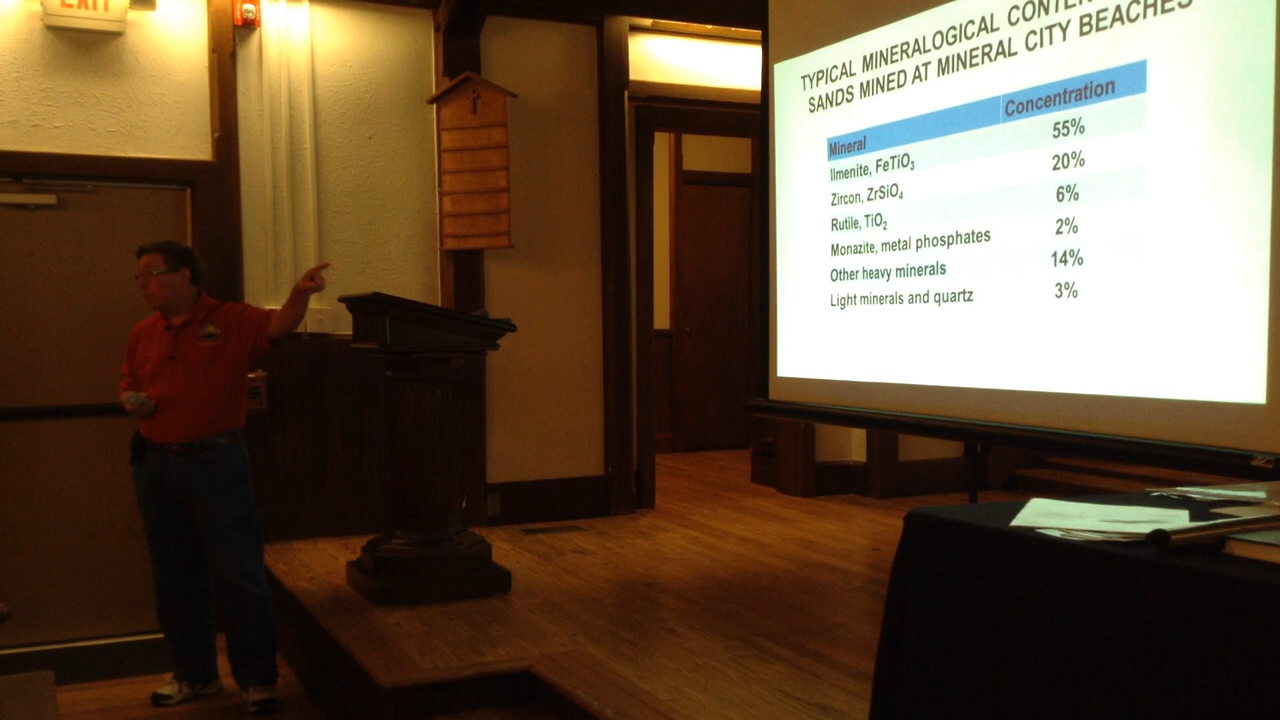 EXIT
TYPICAL MINERALOGICAL
SANDS MINED AT MINERAL CITY BEACHES
Mineral Concentration
Ilmenite, FeTiO₃ 55%
Zircon, ZrSiO₄ 20%
Rutile, TiO₂ 6%
Monazite, metal phosphates 2%
Other heavy minerals 14%
Light minerals and quartz 3%